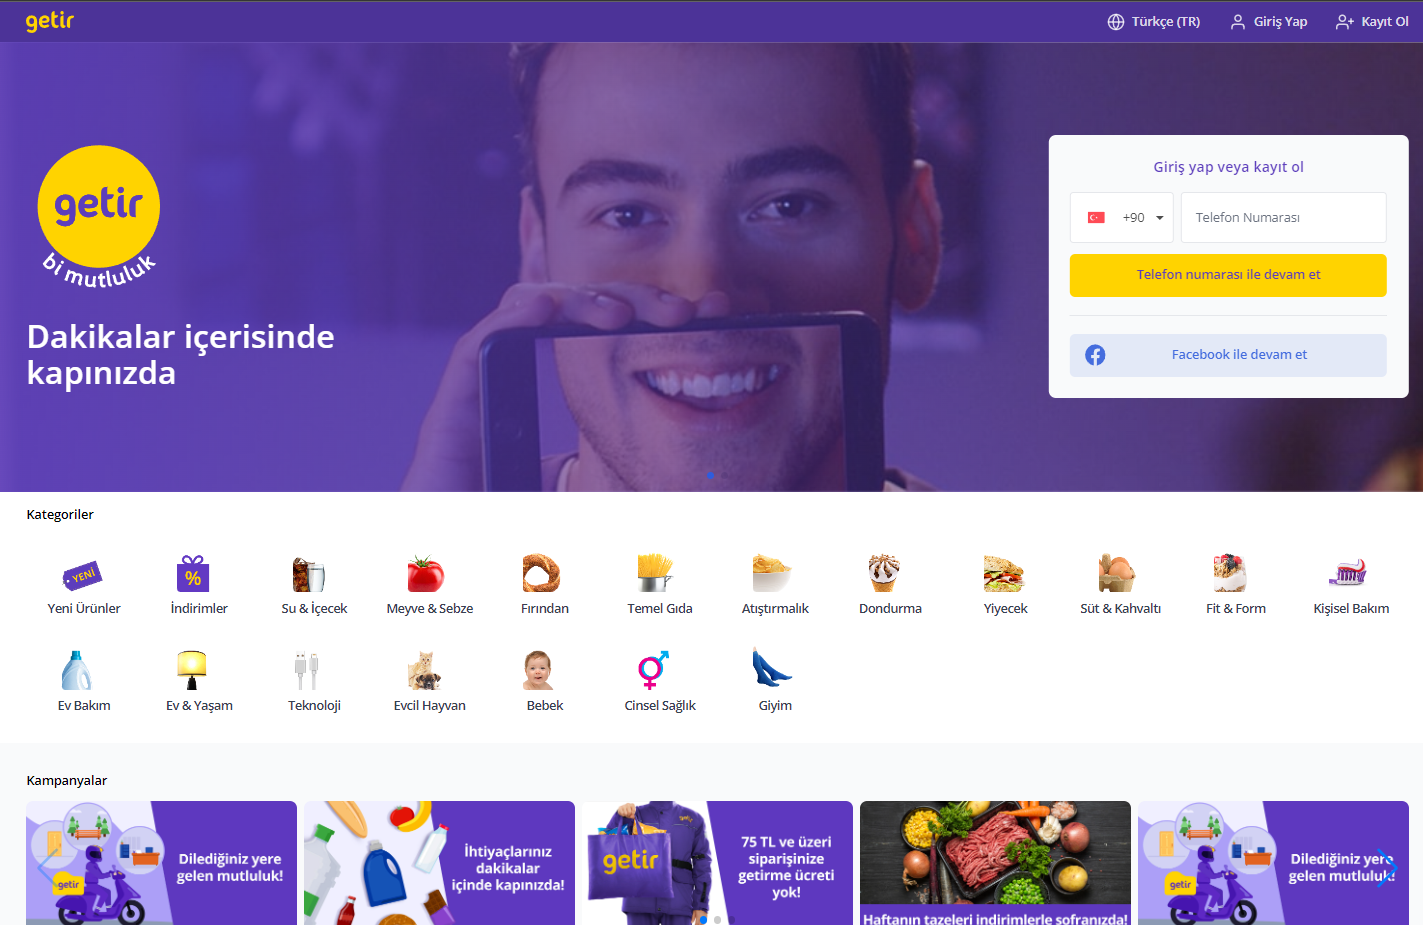 getir
Türkçe (TR)
Giriş Yap
Kayıt Ol
getir
bi mutluluk
Dakikalar içerisinde
kapınızda
Giriş yap veya kayıt ol
+90
Telefon Numarası
Telefon numarası ile devam et
Facebook ile devam et
Kategoriler
YENİ
%
Yeni Ürünler
İndirimler
Su & İçecek
Meyve & Sebze
Fırından
Temel Gıda
Atıştırmalık
Dondurma
Yiyecek
Süt & Kahvaltı
Fit & Form
Kişisel Bakım
Ev Bakım
Ev & Yaşam
Teknoloji
Evcil Hayvan
Bebek
Cinsel Sağlık
Giyim
Kampanyalar
getir
Dilediğiniz yere
gelen mutluluk!
İhtiyaçlarınız
dakikalar
içinde kapınızda!
getir
75 TL ve üzeri
siparişinize
getirme ücreti
yok!
Haftanın tazeleri indirimlerle sofranızda!
getir
Dilediğiniz yere
gelen mutluluk!